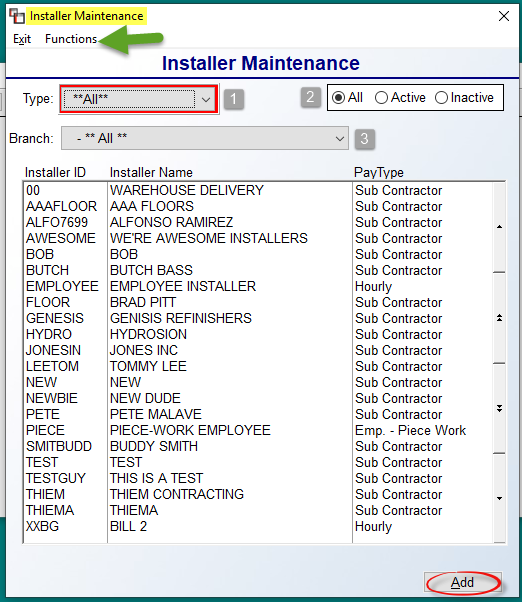 Installer Maintenance
Exit Functions
Installer Maintenance
Type: **All** 1 2 All Active Inactive
Branch: - ** All ** 3
Installer ID Installer Name PayType
00 WAREHOUSE DELIVERY Sub Contractor
AAAFLOOR AAA FLOORS Sub Contractor
ALFO7699 ALFONSO RAMIREZ Sub Contractor
AWESOME WE'RE AWESOME INSTALLERS Sub Contractor
BOB BOB Sub Contractor
BUTCH BUTCH BASS Sub Contractor
EMPLOYEE EMPLOYEE INSTALLER Hourly
FLOOR BRAD PITT Sub Contractor
GENESIS GENISIS REFINISHERS Sub Contractor
HYDRO HYDROSION Sub Contractor
JONESIN JONES INC Sub Contractor
LEETOM TOMMY LEE Sub Contractor
NEW NEW Sub Contractor
NEWBIE NEW DUDE Sub Contractor
PETE PETE MALAVE Sub Contractor
PIECE PIECE-WORK EMPLOYEE Emp. - Piece Work
SMITBUDD BUDDY SMITH Sub Contractor
TEST TEST Sub Contractor
TESTGUY THIS IS A TEST Sub Contractor
THIEM THIEM CONTRACTING Sub Contractor
THIEMA THIEMA Sub Contractor
XXBG BILL 2 Hourly
Add